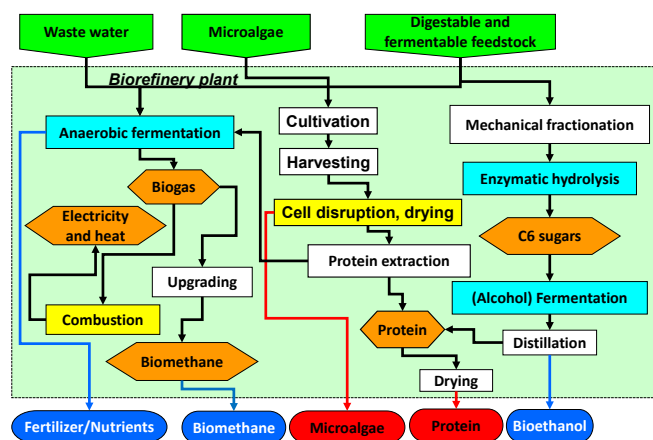 Waste water
Microalgae
Digestable and
fermentable feedstock
Biorefinery plant
Anaerobic fermentation
Cultivation
Mechanical fractionation
Harvesting
Biogas
Enzymatic hydrolysis
Electricity
and heat
Cell disruption, drying
C6 sugars
Upgrading
Protein extraction
Combustion
(Alcohol) Fermentation
Protein
Distillation
Biomethane
Drying
Fertilizer/Nutrients
Biomethane
Microalgae
Protein
Bioethanol